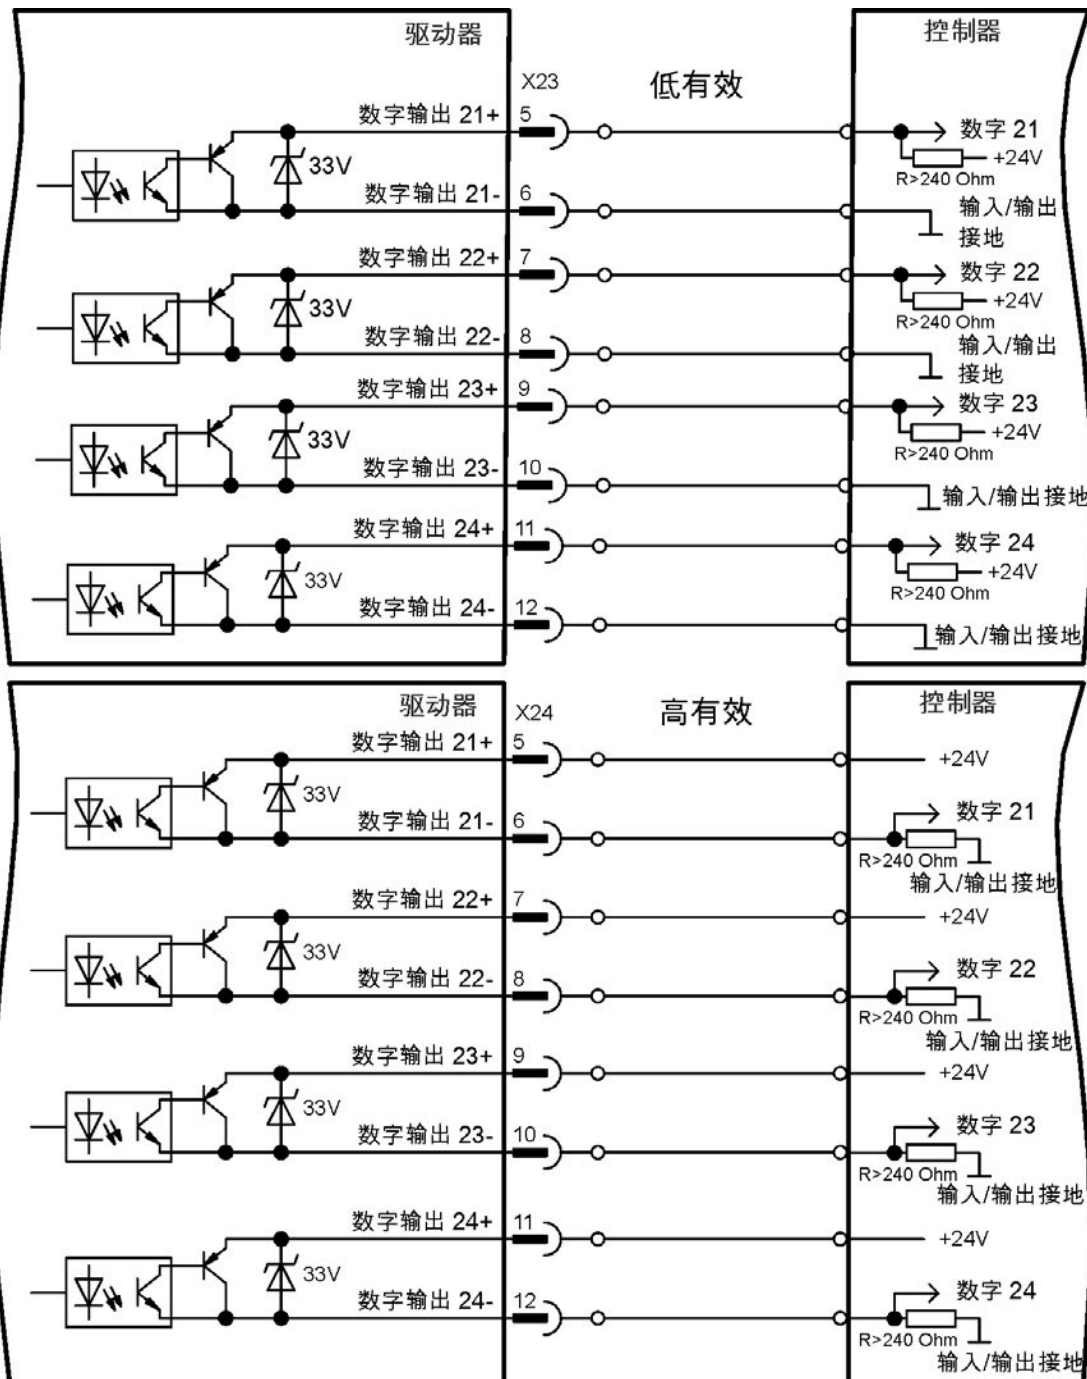 驱动器
控制器
X23
低有效
数字输出 21+
5
数字 21
33V
+24V
R>240 Ohm
数字输出 21-
6
输入/输出
接地
数字输出 22+
7
数字 22
33V
+24V
R>240 Ohm
数字输出 22-
8
输入/输出
接地
数字输出 23+
9
数字 23
33V
+24V
R>240 Ohm
数字输出 23-
10
输入/输出接地
数字输出 24+
11
数字 24
33V
+24V
R>240 Ohm
数字输出 24-
12
输入/输出接地
驱动器
控制器
X24
高有效
数字输出 21+
5
+24V
33V
数字 21
数字输出 21-
6
R>240 Ohm
输入/输出接地
数字输出 22+
7
+24V
33V
数字 22
数字输出 22-
8
R>240 Ohm
输入/输出接地
数字输出 23+
9
+24V
33V
数字 23
数字输出 23-
10
R>240 Ohm
输入/输出接地
数字输出 24+
11
+24V
33V
数字 24
数字输出 24-
12
R>240 Ohm
输入/输出接地